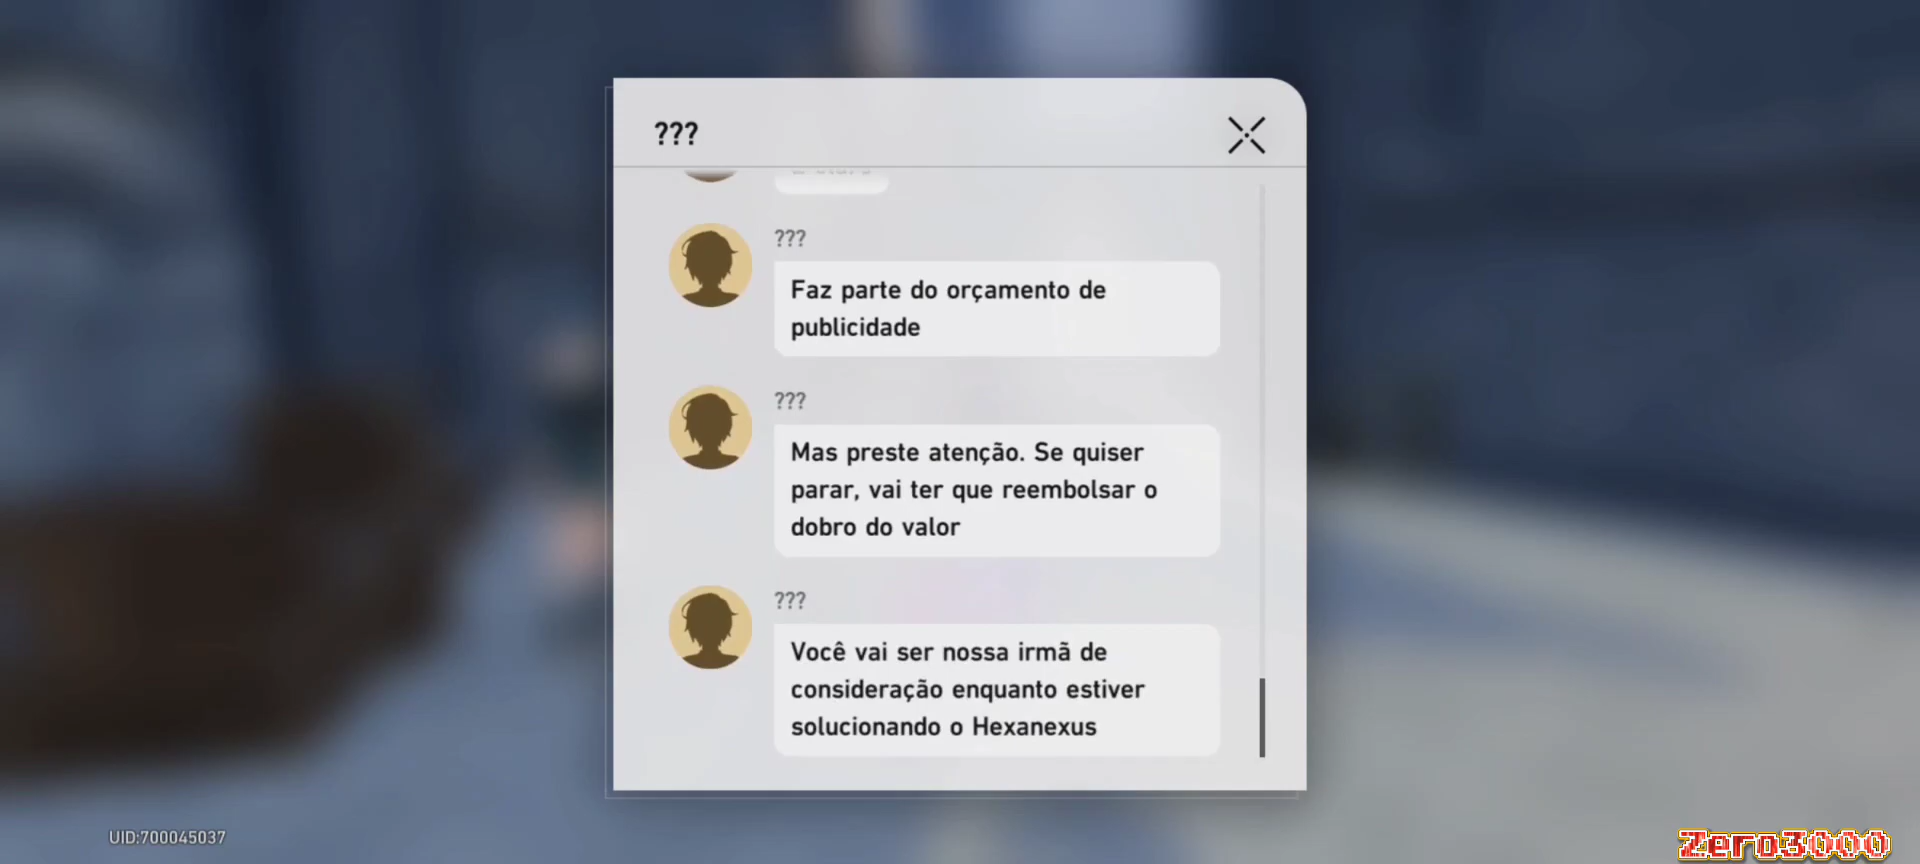 ???
???
Faz parte do orçamento de
publicidade
???
Mas preste atenção. Se quiser
parar, vai ter que reembolsar o
dobro do valor
???
Você vai ser nossa irmã de
consideração enquanto estiver
solucionando o Hexanexus
UID:700045037
Zero3000